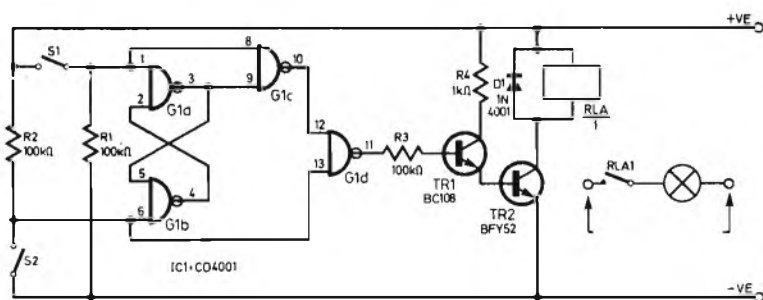 +VE
S1
1
2
3
G1a
8
9
10
G1c
R4
1kΩ
D1
1N
4001
RLA
1
R2
100kΩ
R1
100kΩ
12
13
11
G1d
R3
100kΩ
TR1
BC108
TR2
BFY52
RLA1
5
6
4
G1b
S2
IC1=CD4001
-VE